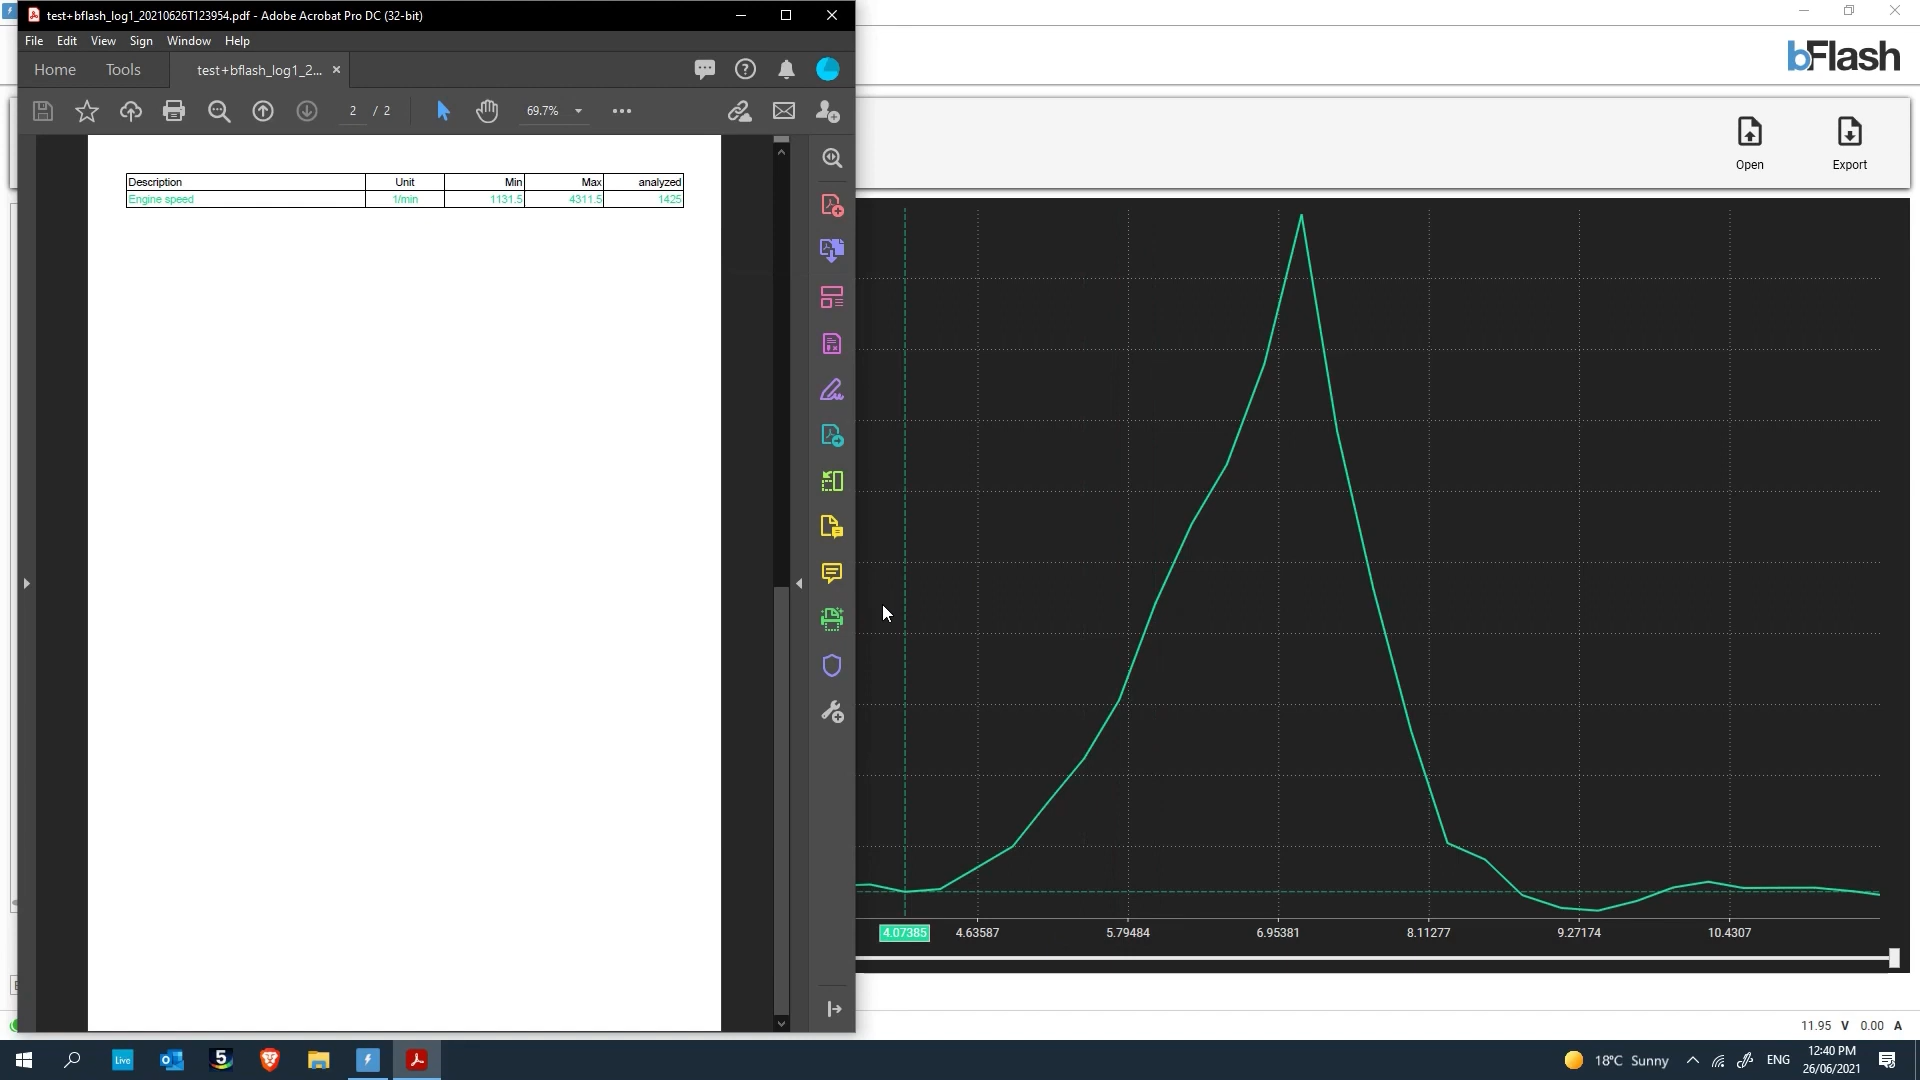 test+bflash_log1_20210626T123954.pdf - Adobe Acrobat Pro DC (32-bit)
File Edit View Sign Window Help
Home Tools test+bflash_log1_2... ×
2 / 2 69.7%
bFlash
Open Export
Description Unit Min Max analyzed
Engine speed 1/min 1131.5 4311.5 1425
4.07385 4.63587 5.79484 6.95381 8.11277 9.27174 10.4307
11.95 V 0.00 A
Live 5 18°C Sunny ENG 12:40 PM
26/06/2021